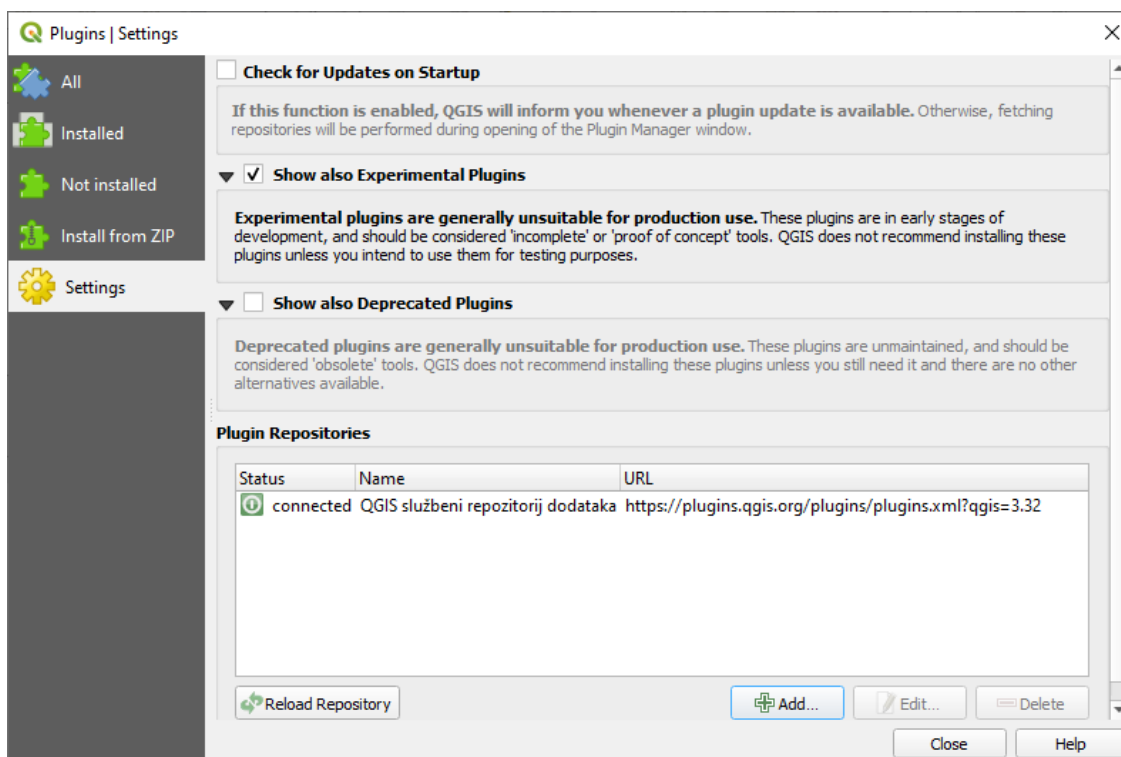 Plugins | Settings
All
Installed
Not installed
Install from ZIP
Settings
Check for Updates on Startup
If this function is enabled, QGIS will inform you whenever a plugin update is available. Otherwise, fetching
repositories will be performed during opening of the Plugin Manager window.
Show also Experimental Plugins
Experimental plugins are generally unsuitable for production use. These plugins are in early stages of
development, and should be considered 'incomplete' or 'proof of concept' tools. QGIS does not recommend installing these
plugins unless you intend to use them for testing purposes.
Show also Deprecated Plugins
Deprecated plugins are generally unsuitable for production use. These plugins are unmaintained, and should be
considered 'obsolete' tools. QGIS does not recommend installing these plugins unless you still need it and there are no other
alternatives available.
Plugin Repositories
Status Name URL
connected QGIS službeni repozitorij dodataka https://plugins.qgis.org/plugins/plugins.xml?qgis=3.32
Reload Repository Add... Edit... Delete
Close Help